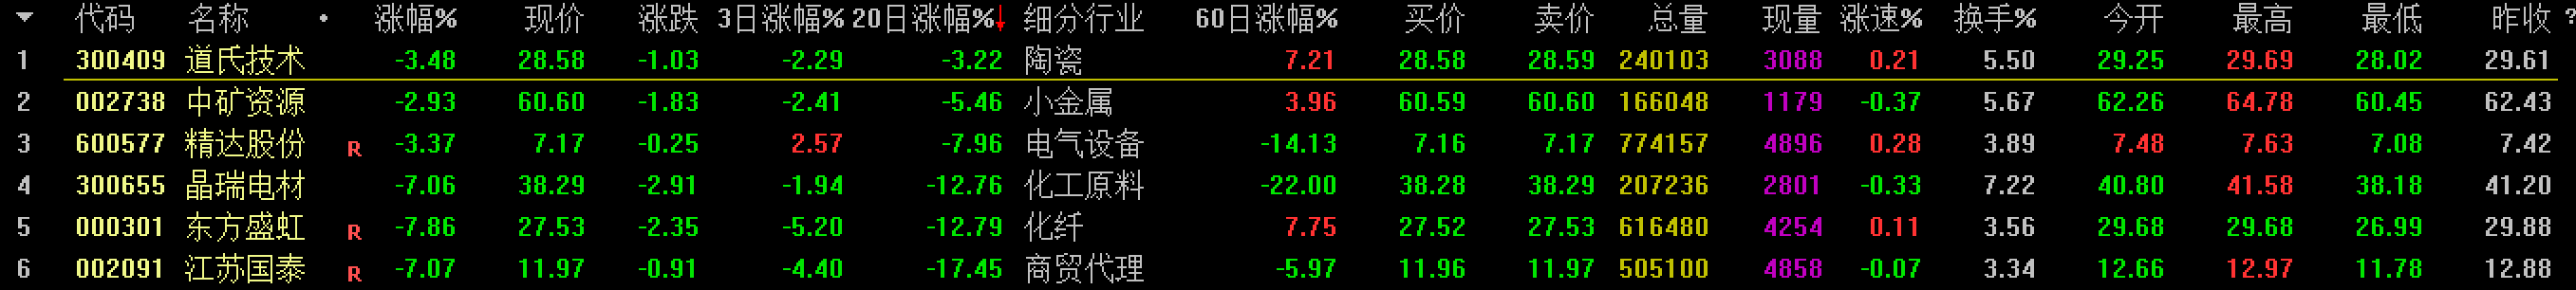 代码 名称 • 涨幅% 现价 涨跌 3日涨幅% 20日涨幅%↓ 细分行业 60日涨幅% 买价 卖价 总量 现量 涨速% 换手% 今开 最高 最低 昨收 ?
1 300409 道氏技术 -3.48 28.58 -1.03 -2.29 -3.22 陶瓷 7.21 28.58 28.59 240103 3088 0.21 5.50 29.25 29.69 28.02 29.61
2 002738 中矿资源 -2.93 60.60 -1.83 -2.41 -5.46 小金属 3.96 60.59 60.60 166048 1179 -0.37 5.67 62.26 64.78 60.45 62.43
3 600577 精达股份 R -3.37 7.17 -0.25 2.57 -7.96 电气设备 -14.13 7.16 7.17 774157 4896 0.28 3.89 7.48 7.63 7.08 7.42
4 300655 晶瑞电材 -7.06 38.29 -2.91 -1.94 -12.76 化工原料 -22.00 38.28 38.29 207236 2801 -0.33 7.22 40.80 41.58 38.18 41.20
5 000301 东方盛虹 R -7.86 27.53 -2.35 -5.20 -12.79 化纤 7.75 27.52 27.53 616480 4254 0.11 3.56 29.68 29.68 26.99 29.88
6 002091 江苏国泰 R -7.07 11.97 -0.91 -4.40 -17.45 商贸代理 -5.97 11.96 11.97 505100 4858 -0.07 3.34 12.66 12.97 11.78 12.88